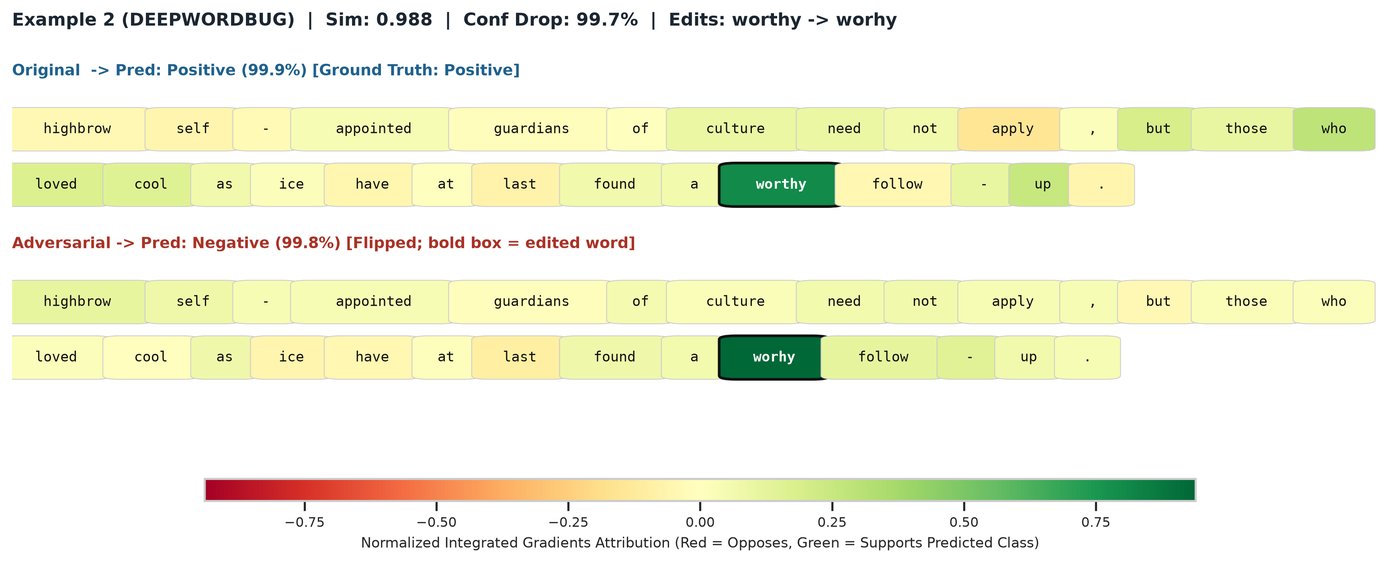 Example 2 (DEEPWORDBUG)  |  Sim: 0.988  |  Conf Drop: 99.7%  |  Edits: worthy -> worhy
Original  -> Pred: Positive (99.9%) [Ground Truth: Positive]
highbrow self - appointed guardians of culture need not apply , but those who
loved cool as ice have at last found a worthy follow - up .
Adversarial -> Pred: Negative (99.8%) [Flipped; bold box = edited word]
highbrow self - appointed guardians of culture need not apply , but those who
loved cool as ice have at last found a worhy follow - up .
−0.75 −0.50 −0.25 0.00 0.25 0.50 0.75
Normalized Integrated Gradients Attribution (Red = Opposes, Green = Supports Predicted Class)